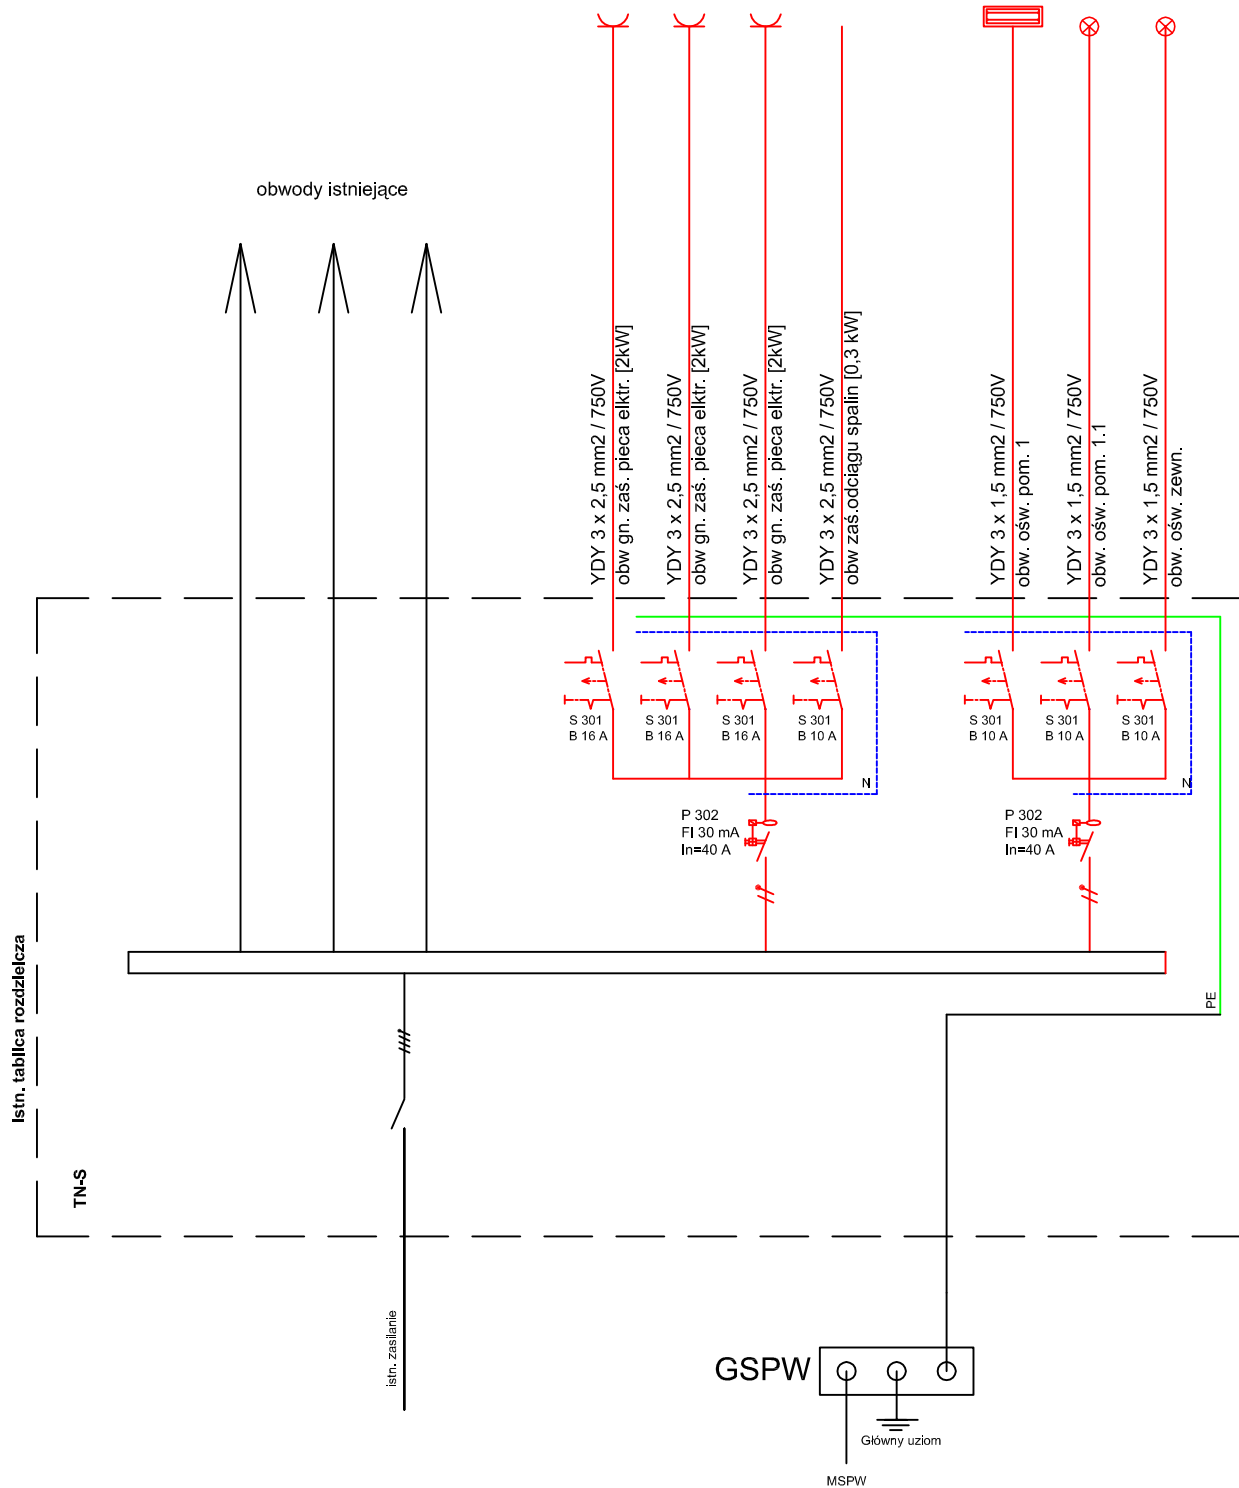 obwody istniejące
YDY 3 x 2,5 mm2 / 750V
obw gn. zaś. pieca elktr. [2kW]
YDY 3 x 2,5 mm2 / 750V
obw gn. zaś. pieca elktr. [2kW]
YDY 3 x 2,5 mm2 / 750V
obw gn. zaś. pieca elktr. [2kW]
YDY 3 x 2,5 mm2 / 750V
obw zaś.odciągu spalin [0,3 kW]
YDY 3 x 1,5 mm2 / 750V
obw. ośw. pom. 1
YDY 3 x 1,5 mm2 / 750V
obw. ośw. pom. 1.1
YDY 3 x 1,5 mm2 / 750V
obw. ośw. zewn.
S 301
B 16 A
S 301
B 16 A
S 301
B 16 A
S 301
B 10 A
S 301
B 10 A
S 301
B 10 A
S 301
B 10 A
N
N
P 302
FI 30 mA
In=40 A
P 302
FI 30 mA
In=40 A
Istn. tablica rozdzielcza
PE
TN-S
istn. zasilanie
GSPW
Główny uziom
MSPW